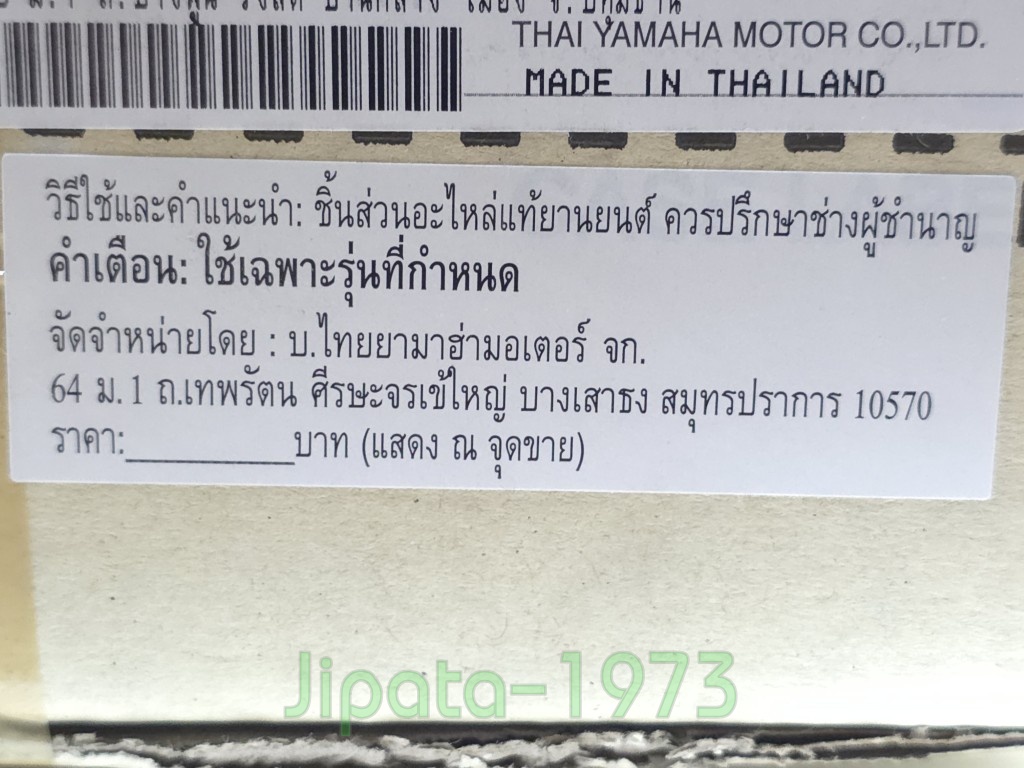 THAI YAMAHA MOTOR CO.,LTD.
MADE IN THAILAND
วิธีใช้และคำแนะนำ: ชิ้นส่วนอะไหล่แท้ยานยนต์ ควรปรึกษาช่างผู้ชำนาญ
คำเตือน: ใช้เฉพาะรุ่นที่กำหนด
จัดจำหน่ายโดย : บ.ไทยยามาฮ่ามอเตอร์ จก.
64 ม. 1 ถ.เทพรัตน ศีรษะจรเข้ใหญ่ บางเสาธง สมุทรปราการ 10570
ราคา:__________บาท (แสดง ณ จุดขาย)
Jipata-1973